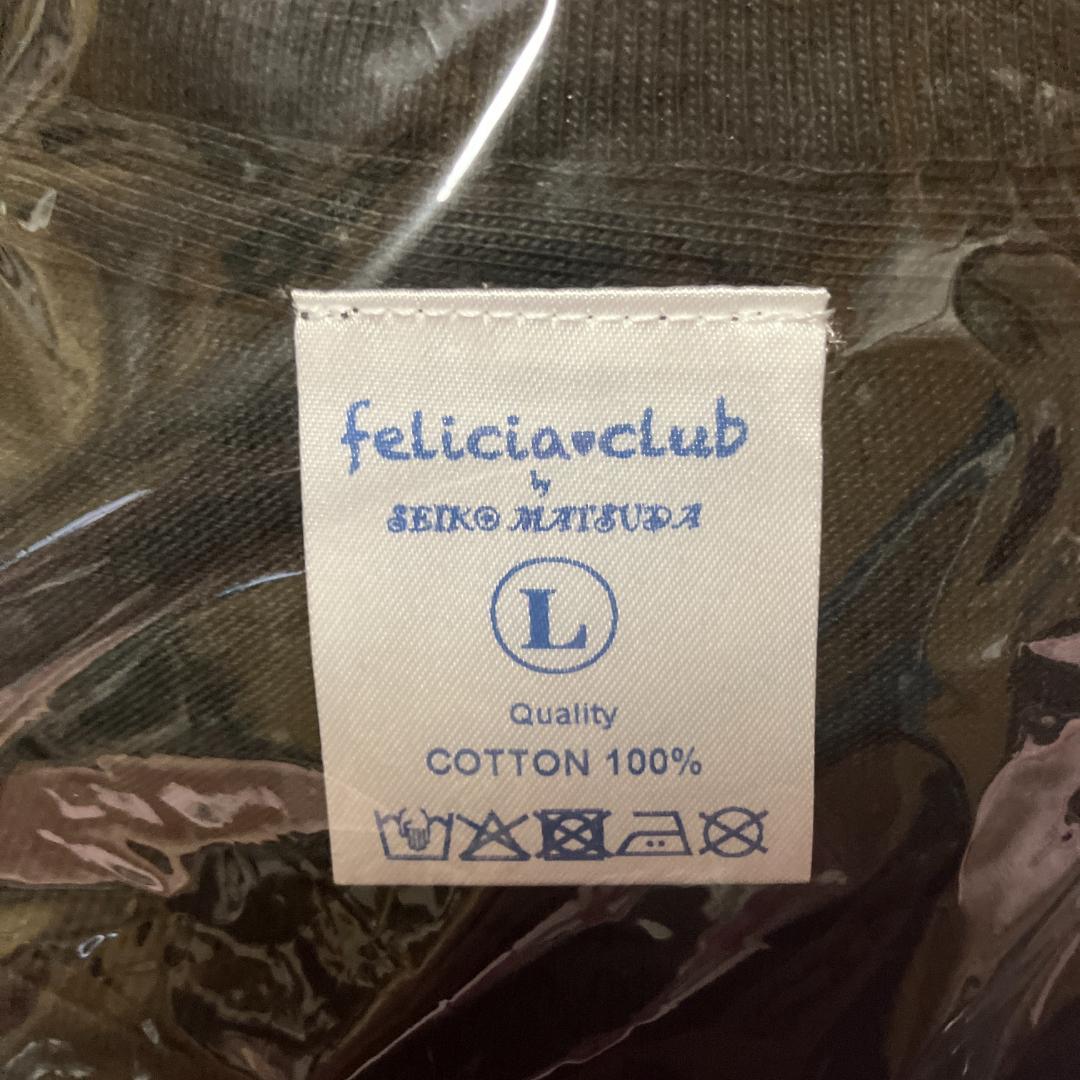 felicia♥club
by
SEIKO MATSUDA
L
Quality
COTTON 100%